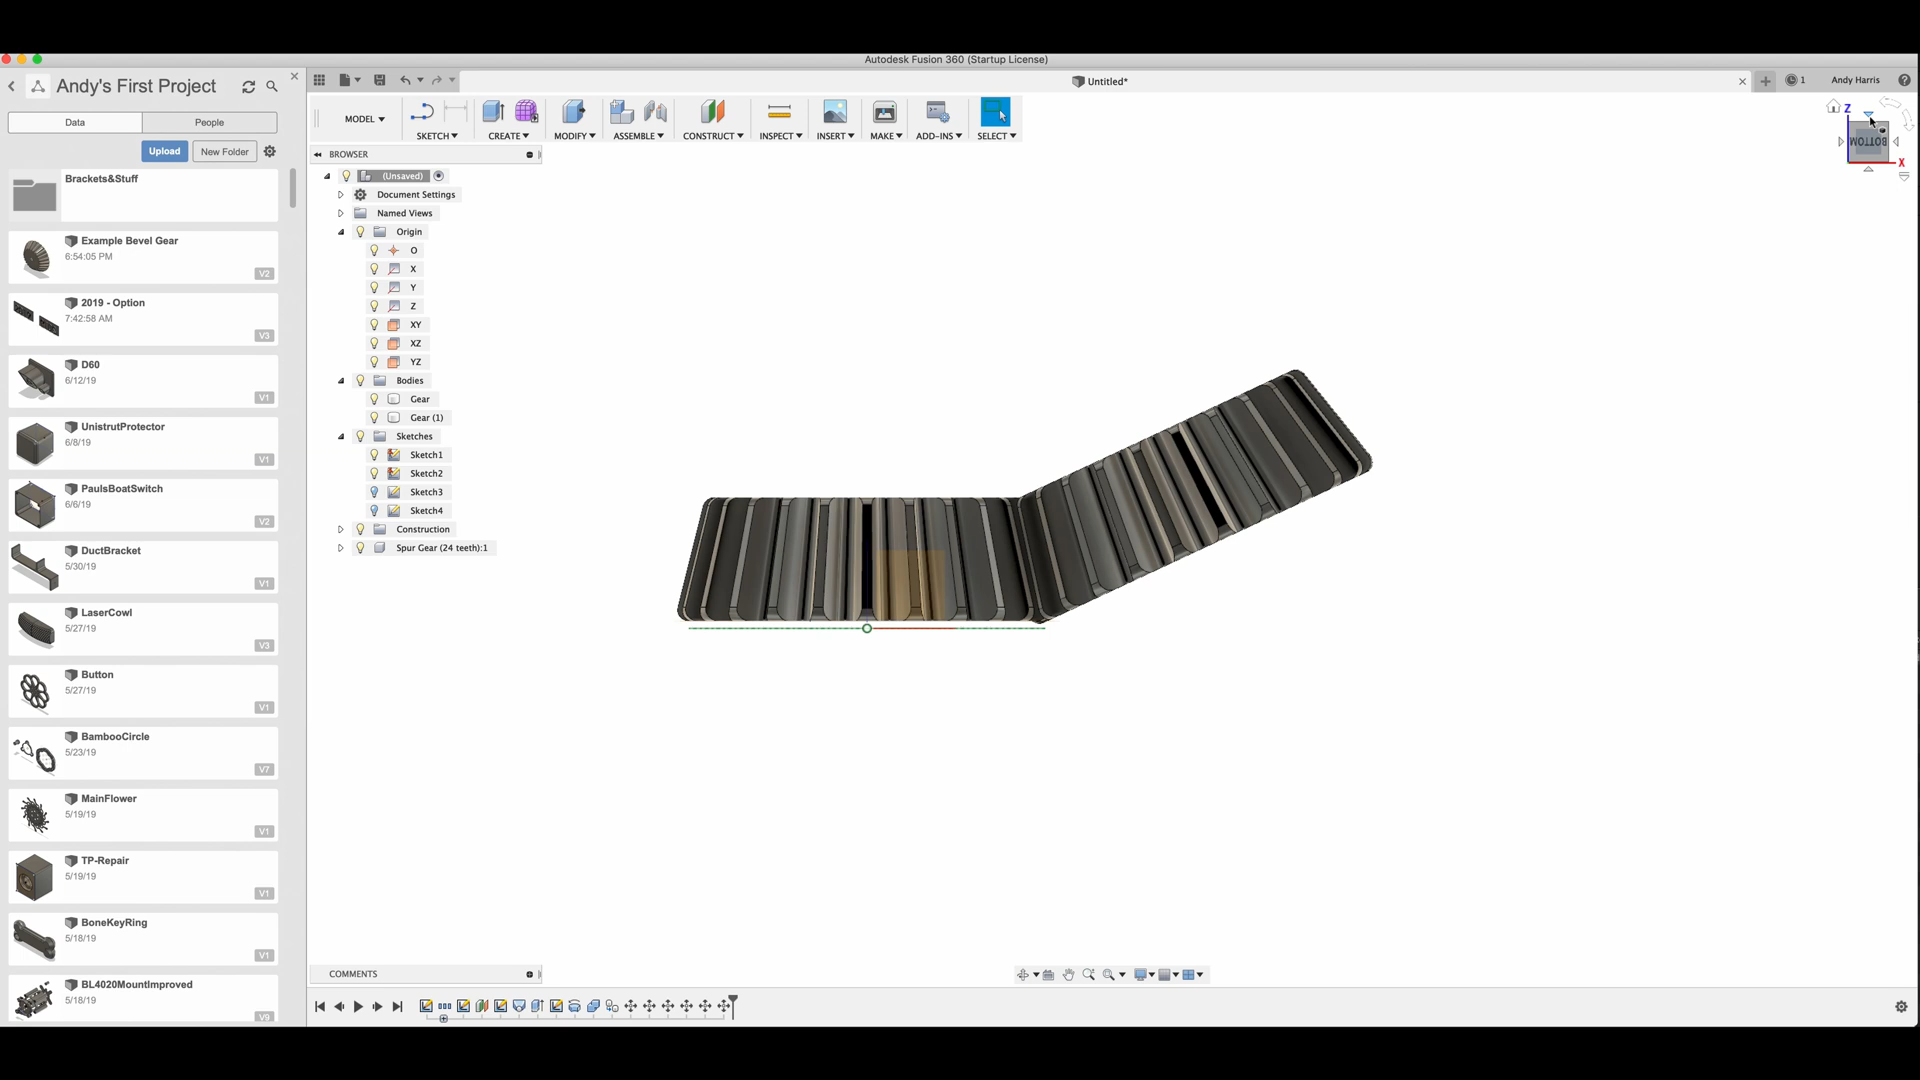 Autodesk Fusion 360 (Startup License)
Andy's First Project
Untitled*
1
Andy Harris
Data
People
Upload
New Folder
MODEL
SKETCH
CREATE
MODIFY
ASSEMBLE
CONSTRUCT
INSPECT
INSERT
MAKE
ADD-INS
SELECT
Z
BOTTOM
X
BROWSER
(Unsaved)
Document Settings
Named Views
Origin
O
X
Y
Z
XY
XZ
YZ
Bodies
Gear
Gear (1)
Sketches
Sketch1
Sketch2
Sketch3
Sketch4
Construction
Spur Gear (24 teeth):1
Brackets&Stuff
Example Bevel Gear
6:54:05 PM
V2
2019 - Option
7:42:58 AM
V3
D60
6/12/19
V1
UnistrutProtector
6/8/19
V1
PaulsBoatSwitch
6/6/19
V2
DuctBracket
5/30/19
V1
LaserCowl
5/27/19
V3
Button
5/27/19
V1
BambooCircle
5/23/19
V7
MainFlower
5/19/19
V1
TP-Repair
5/19/19
V1
BoneKeyRing
5/18/19
V1
BL4020MountImproved
5/18/19
V9
COMMENTS